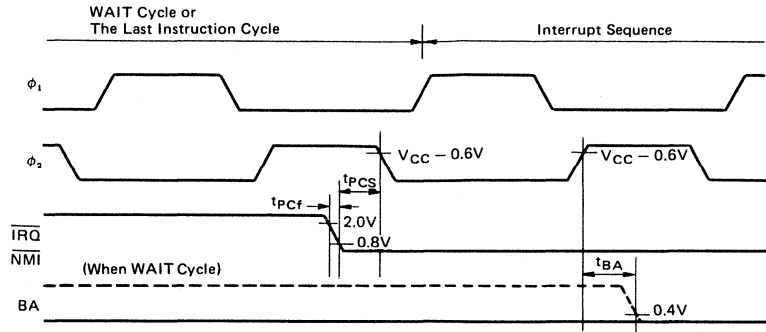 WAIT Cycle or
The Last Instruction Cycle
Interrupt Sequence
ϕ₁
ϕ₂
VCC − 0.6V
VCC − 0.6V
tPCS
tPCf
2.0V
IRQ
0.8V
NMI
(When WAIT Cycle)
tBA
BA
0.4V